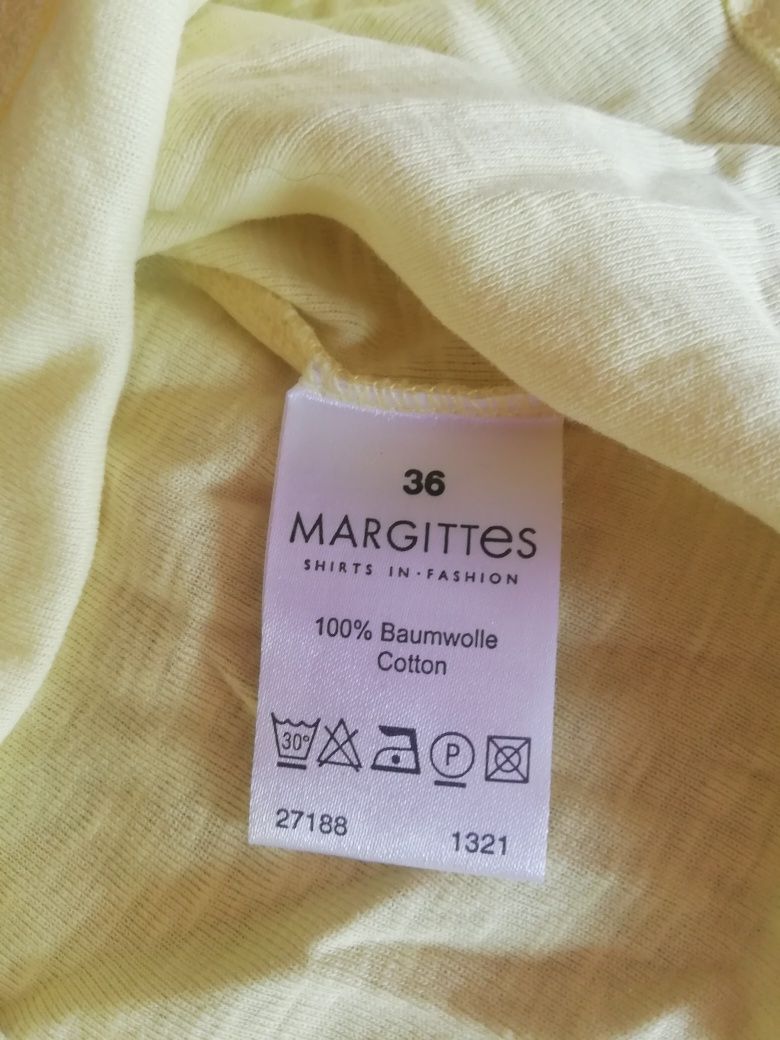 36
MARGITTes
SHIRTS IN·FASHION
100% Baumwolle
Cotton
30°
P
27188 1321